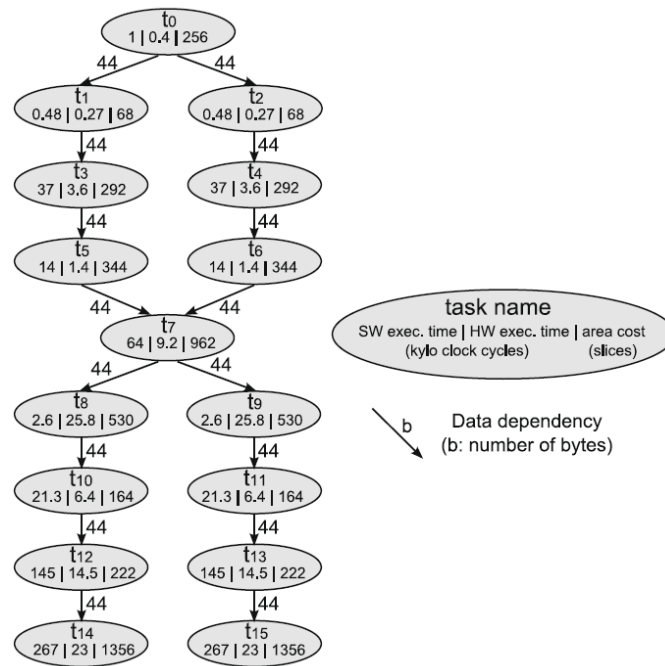 t0
1 | 0.4 | 256
44 44
t1 t2
0.48 | 0.27 | 68 0.48 | 0.27 | 68
44 44
t3 t4
37 | 3.6 | 292 37 | 3.6 | 292
44 44
t5 t6
14 | 1.4 | 344 14 | 1.4 | 344
44 44
t7
64 | 9.2 | 962
44 44
t8 t9
2.6 | 25.8 | 530 2.6 | 25.8 | 530
44 44
t10 t11
21.3 | 6.4 | 164 21.3 | 6.4 | 164
44 44
t12 t13
145 | 14.5 | 222 145 | 14.5 | 222
44 44
t14 t15
267 | 23 | 1356 267 | 23 | 1356
task name
SW exec. time | HW exec. time | area cost
(kylo clock cycles) (slices)
b
Data dependency
(b: number of bytes)